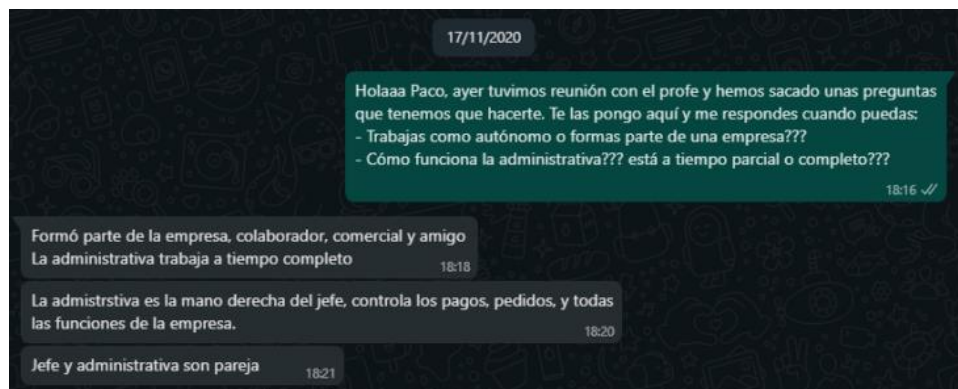 17/11/2020
Holaaa Paco, ayer tuvimos reunión con el profe y hemos sacado unas preguntas
que tenemos que hacerte. Te las pongo aquí y me respondes cuando puedas:
- Trabajas como autónomo o formas parte de una empresa???
- Cómo funciona la administrativa??? está a tiempo parcial o completo???
18:16
Formó parte de la empresa, colaborador, comercial y amigo
La administrativa trabaja a tiempo completo
18:18
La admistrstiva es la mano derecha del jefe, controla los pagos, pedidos, y todas
las funciones de la empresa.
18:20
Jefe y administrativa son pareja
18:21